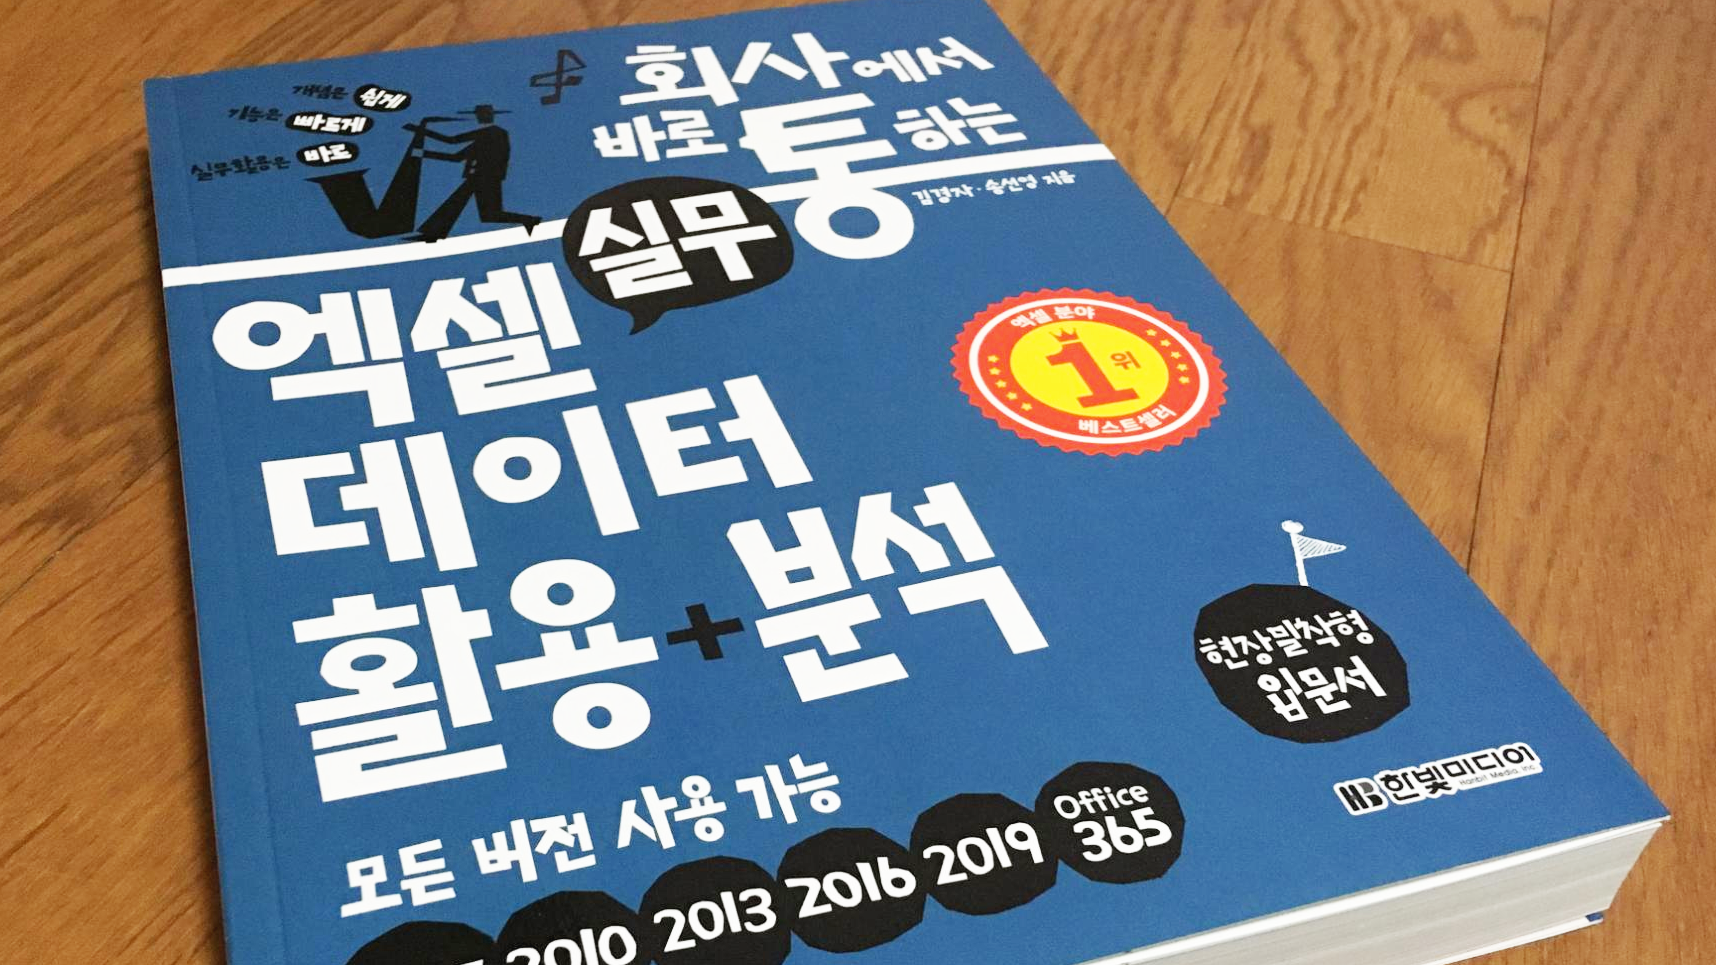 개념은 쉽게
기능은 빠르게
실무활용은 바로
회사에서
바로 통하는
김경자·송선영 지음
실무
엑셀
데이터
활용+분석
엑셀 분야
1위
베스트셀러
현장밀착형
입문서
모든 버전 사용 가능
2010 2013 2016 2019 Office 365
HB 한빛미디어
Hanbit Media, Inc.